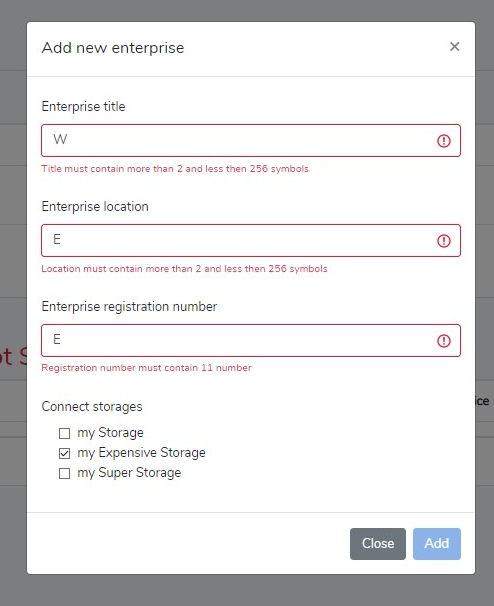 Add new enterprise ×
Enterprise title
W
Title must contain more than 2 and less then 256 symbols
Enterprise location
E
Location must contain more than 2 and less then 256 symbols
Enterprise registration number
E
Registration number must contain 11 number
ot S
ice
Connect storages
my Storage
my Expensive Storage
my Super Storage
Close Add